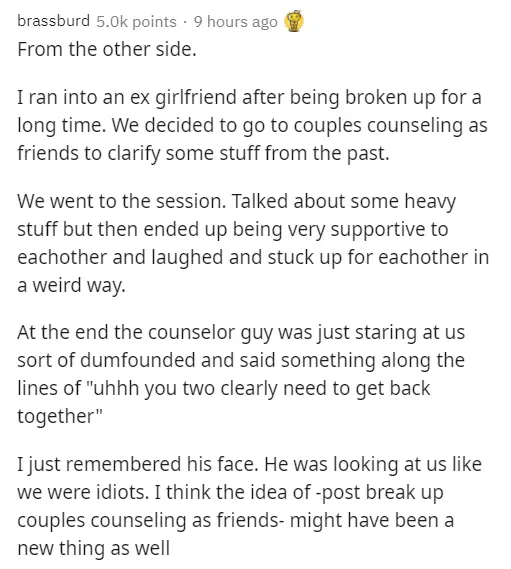 brassburd 5.0k points · 9 hours ago
From the other side.
I ran into an ex girlfriend after being broken up for a
long time. We decided to go to couples counseling as
friends to clarify some stuff from the past.
We went to the session. Talked about some heavy
stuff but then ended up being very supportive to
eachother and laughed and stuck up for eachother in
a weird way.
At the end the counselor guy was just staring at us
sort of dumfounded and said something along the
lines of "uhhh you two clearly need to get back
together"
I just remembered his face. He was looking at us like
we were idiots. I think the idea of -post break up
couples counseling as friends- might have been a
new thing as well